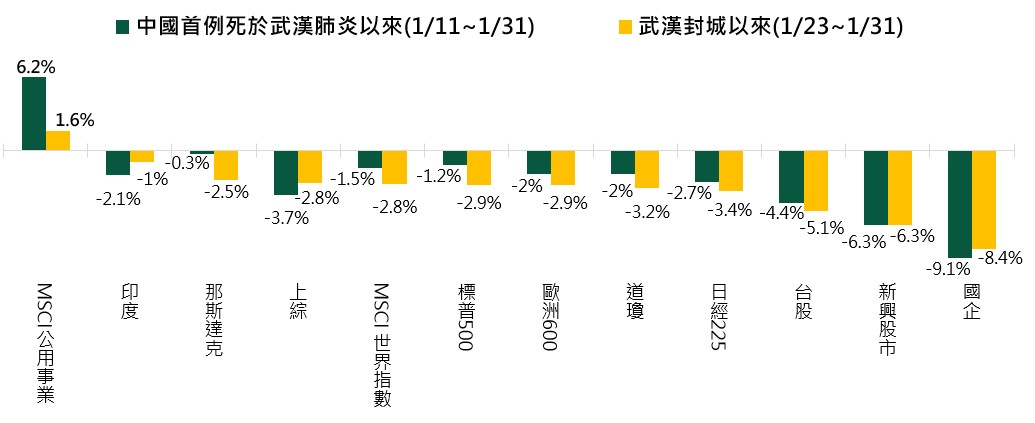 中國首例死於武漢肺炎以來(1/11~1/31)
武漢封城以來(1/23~1/31)
6.2%
1.6%
-2.1%
-1%
-0.3%
-2.5%
-3.7%
-2.8%
-1.5%
-2.8%
-1.2%
-2.9%
-2%
-2.9%
-2%
-3.2%
-2.7%
-3.4%
-4.4%
-5.1%
-6.3%
-6.3%
-9.1%
-8.4%
MSCI公用事業
印度
那斯達克
上綜
MSCI 世界指數
標普500
歐洲600
道瓊
日經225
台股
新興股市
國企